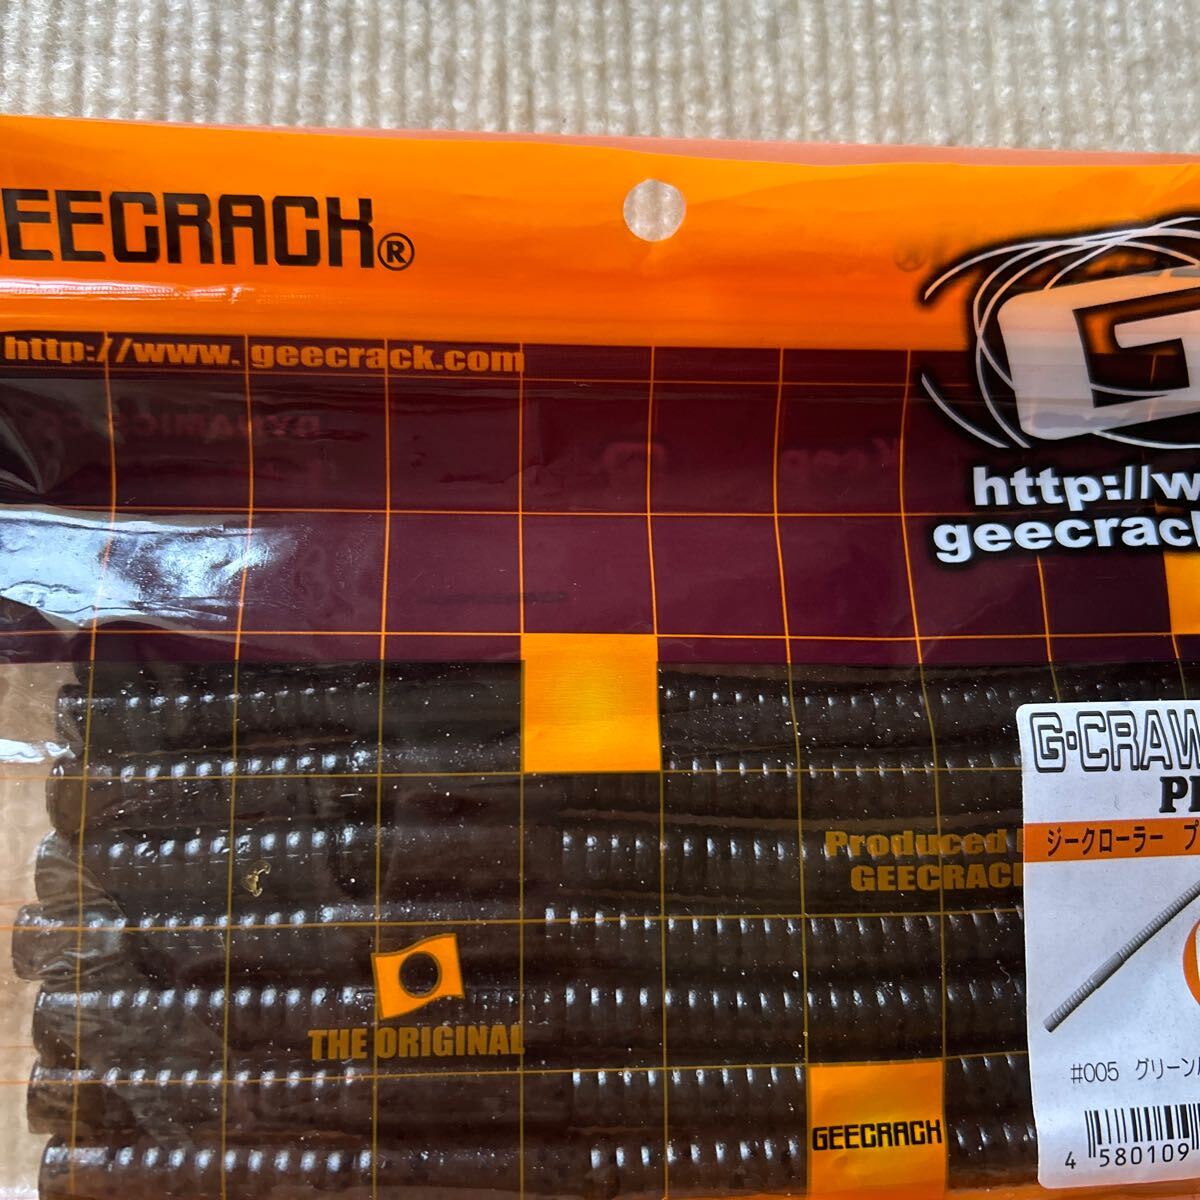 GEECRACK®
http://www. geecrack.com
http://w
geecrack
G・CRAW
ジークローラー プ
Produced
GEECRACK
THE ORIGINAL
#005 グリーン
GEECRACK
4 580109